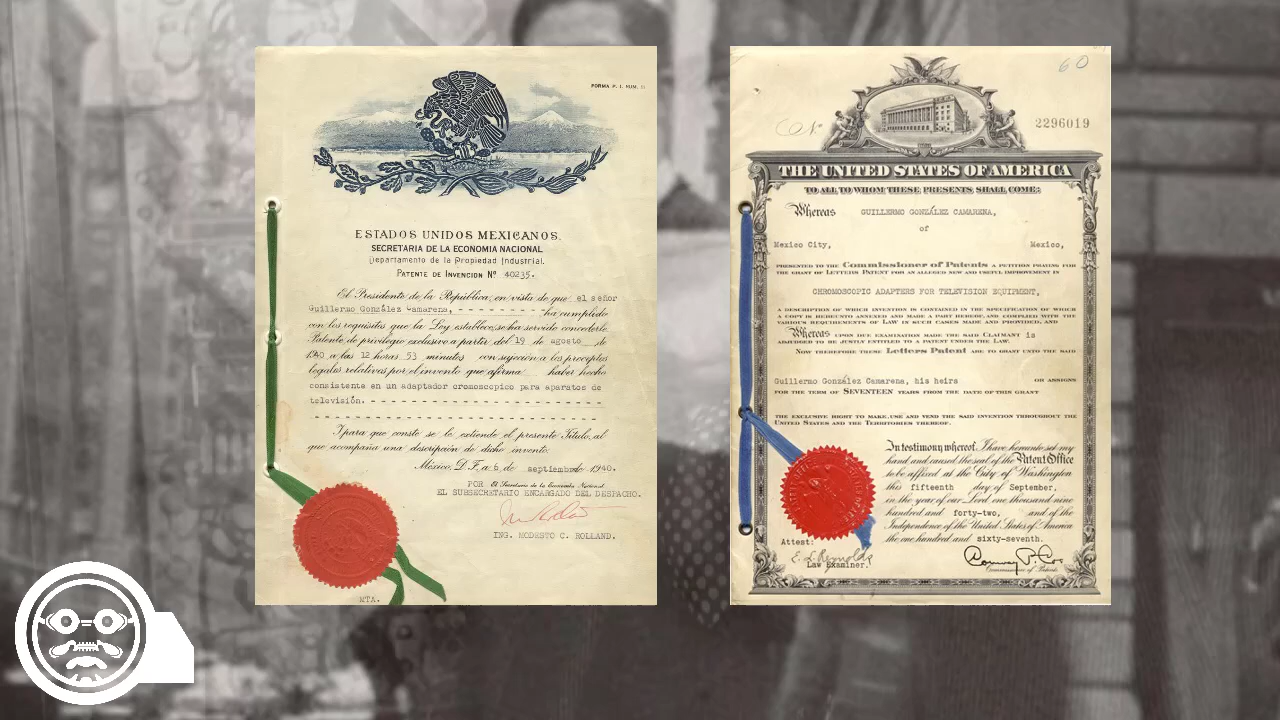 FORMA P. I. NUM.
ESTADOS UNIDOS MEXICANOS.
SECRETARIA DE LA ECONOMIA NACIONAL
Departamento de la Propiedad Industrial.
PATENTE DE INVENCION Nº 40235.
El Presidente de la República, en vista de que el señor
Guillermo González Camarena, - - - - - - - - - ha cumplido
con los requisitos que la Ley establece, se ha servido concederle
Patente de privilegio exclusivo a partir del 19 de agosto de
1940 a las 12 horas 53 minutos con sujeción a los preceptos
legales relativos por el invento que afirma haber hecho
consistente en un adaptador cromoscopico para aparatos de
televisión. - - - - - - - - - - - - - - - - - - - - - - - -
Y para que conste se le extiende el presente Título, al
que acompaña una descripción de dicho invento.
México, D. F. a 6 de septiembre de 1940.
POR El Secretario de la Economía Nacional
EL SUBSECRETARIO ENCARGADO DEL DESPACHO.
ING. MODESTO C. ROLLAND.
MTA.
60
2296019
THE UNITED STATES OF AMERICA
TO ALL TO WHOM THESE PRESENTS SHALL COME:
Whereas GUILLERMO GONZÁLEZ CAMARENA,
of
Mexico City, Mexico,
PRESENTED TO THE Commissioner of Patents A PETITION PRAYING FOR
THE GRANT OF LETTERS PATENT FOR AN ALLEGED NEW AND USEFUL IMPROVEMENT IN
CHROMOSCOPIC ADAPTERS FOR TELEVISION EQUIPMENT,
A DESCRIPTION OF WHICH INVENTION IS CONTAINED IN THE SPECIFICATION OF WHICH
A COPY IS HEREUNTO ANNEXED AND MADE A PART HEREOF, AND COMPLIED WITH THE
VARIOUS REQUIREMENTS OF LAW IN SUCH CASES MADE AND PROVIDED, AND
Whereas UPON DUE EXAMINATION MADE THE SAID CLAIMANT is
ADJUDGED TO BE JUSTLY ENTITLED TO A PATENT UNDER THE LAW.
NOW THEREFORE THESE Letters Patent ARE TO GRANT UNTO THE SAID
Guillermo González Camarena, his heirs OR ASSIGNS
FOR THE TERM OF SEVENTEEN YEARS FROM THE DATE OF THIS GRANT
THE EXCLUSIVE RIGHT TO MAKE, USE AND VEND THE SAID INVENTION THROUGHOUT THE
UNITED STATES AND THE TERRITORIES THEREOF.
In testimony whereof, I have hereunto set my
hand and caused the seal of the Patent Office
to be affixed at the City of Washington
this fifteenth day of September,
in the year of our Lord one thousand nine
hundred and forty-two, and of the
Independence of the United States of America
the one hundred and sixty-seventh.
Attest:
E. L. Reynolds
Law Examiner.
Conway P. Coe
Commissioner of Patents